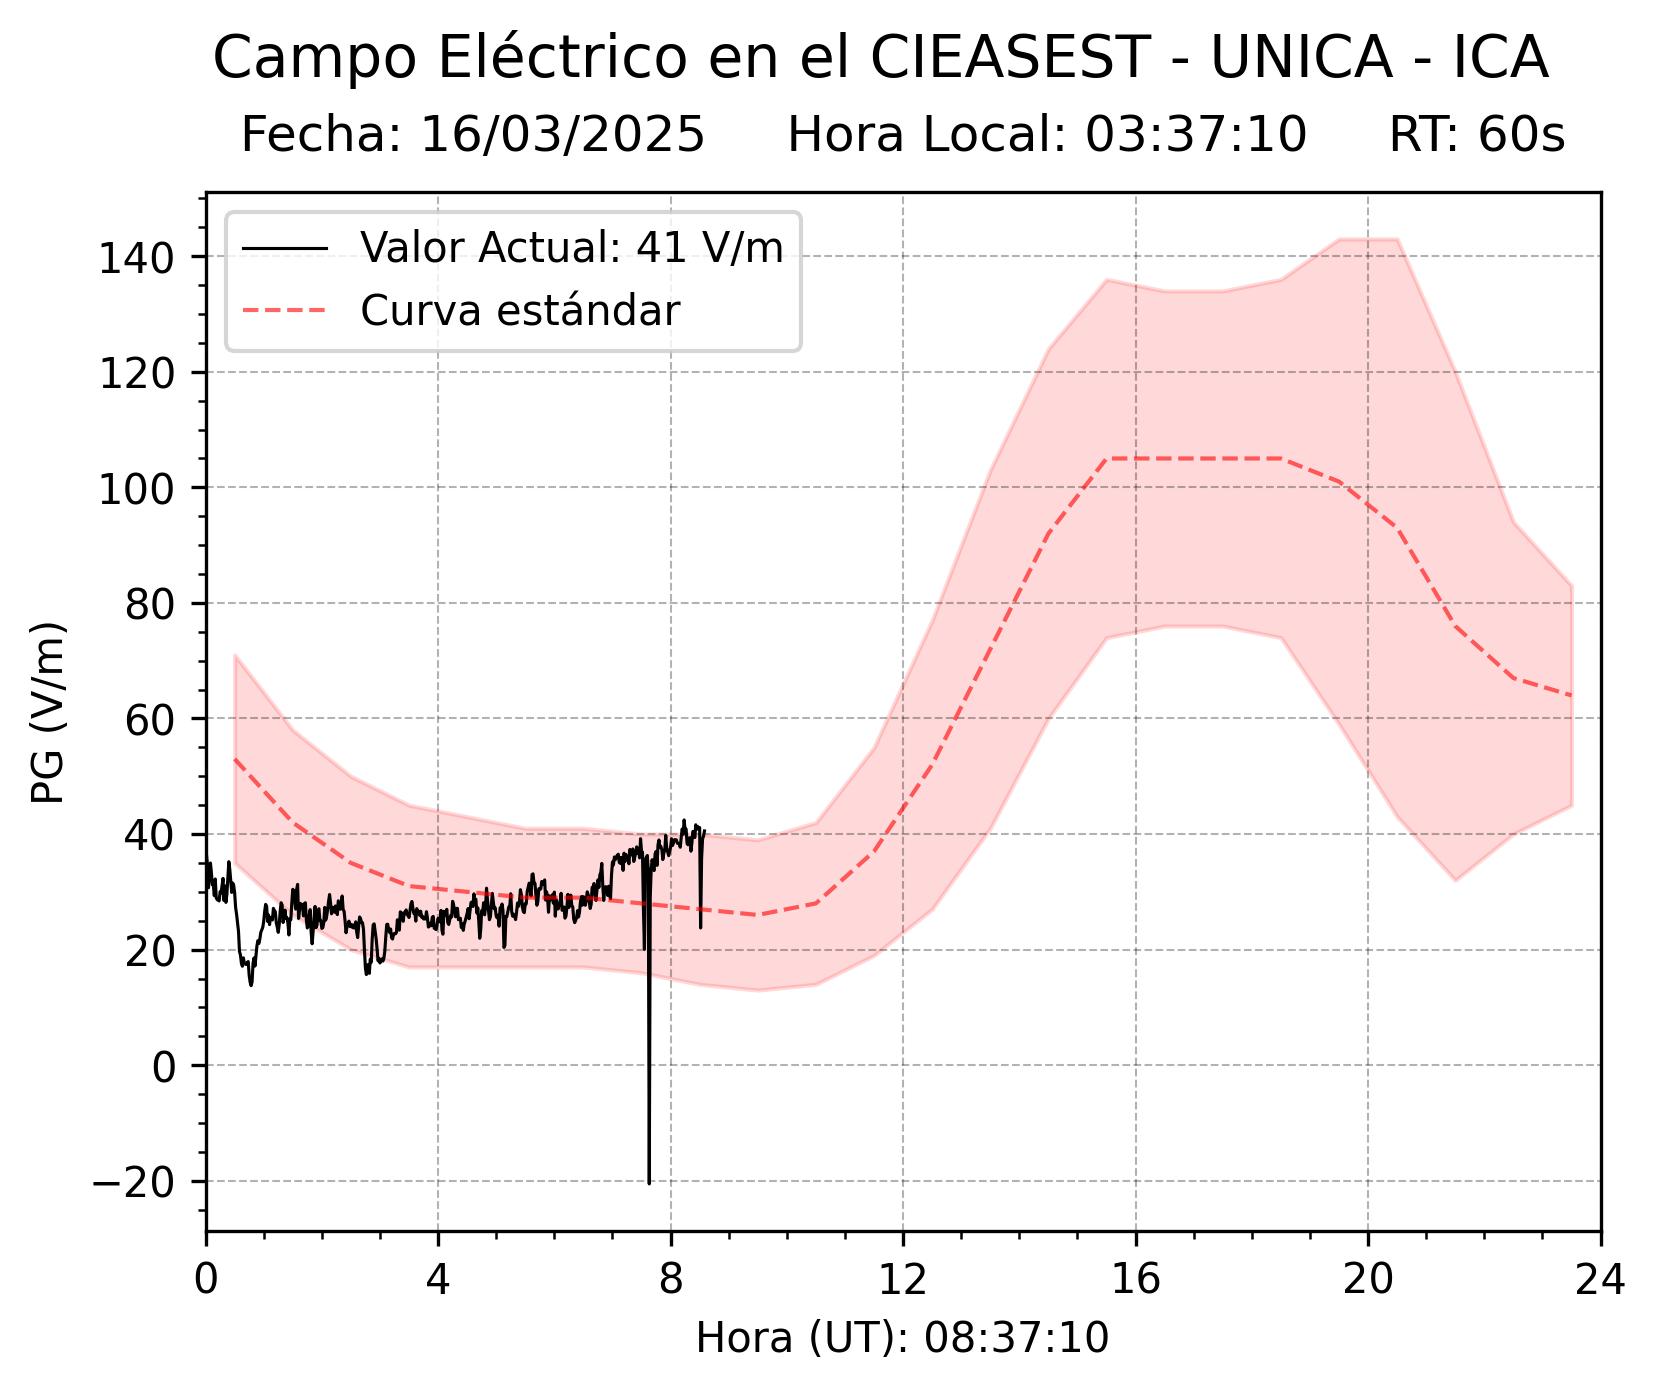 Campo Eléctrico en el CIEASEST - UNICA - ICA
Fecha: 16/03/2025 Hora Local: 03:37:10 RT: 60s
Valor Actual: 41 V/m
Curva estándar
PG (V/m)
140
120
100
80
60
40
20
0
−20
0 4 8 12 16 20 24
Hora (UT): 08:37:10